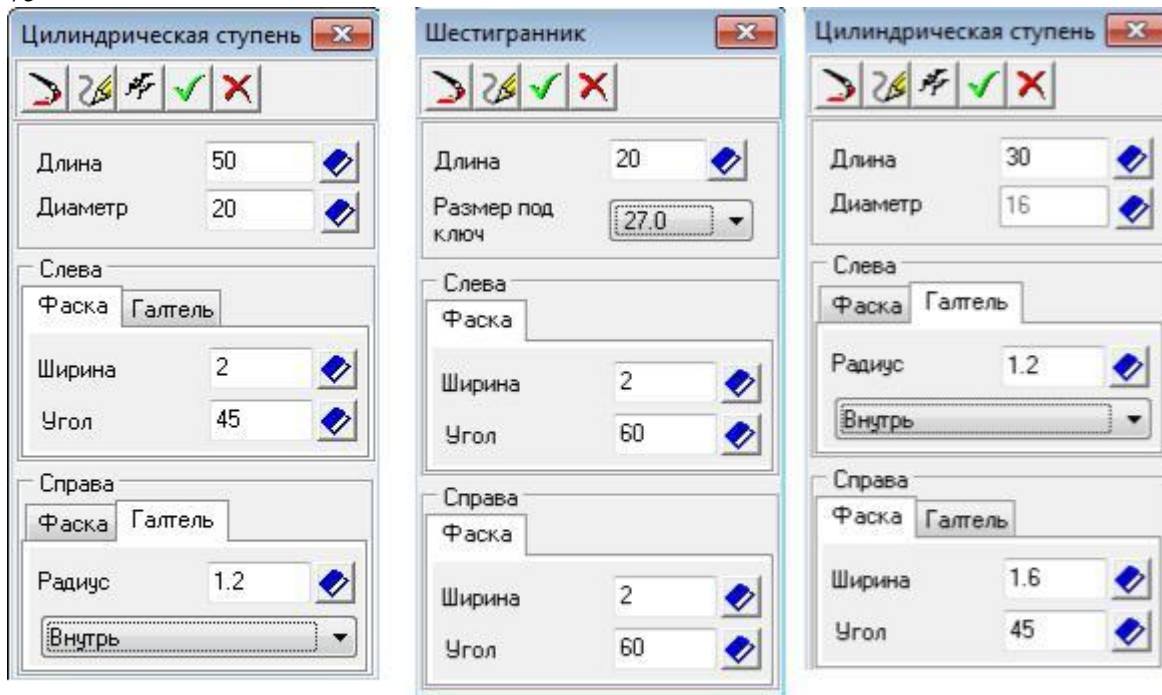 Цилиндрическая ступень
Длина 50
Диаметр 20
Слева
Фаска Галтель
Ширина 2
Угол 45
Справа
Фаска Галтель
Радиус 1.2
Внутрь
Шестигранник
Длина 20
Размер под
ключ 27.0
Слева
Фаска
Ширина 2
Угол 60
Справа
Фаска
Ширина 2
Угол 60
Цилиндрическая ступень
Длина 30
Диаметр 16
Слева
Фаска Галтель
Радиус 1.2
Внутрь
Справа
Фаска Галтель
Ширина 1.6
Угол 45